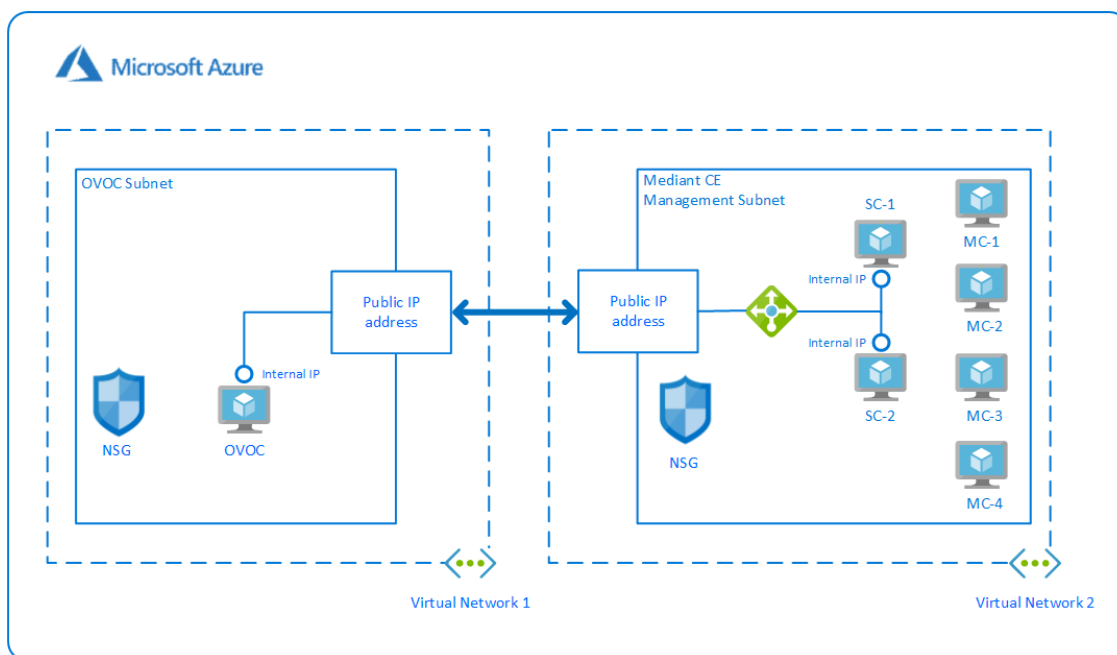 Microsoft Azure
OVOC Subnet
Public IP
address
Internal IP
NSG
OVOC
Virtual Network 1
Mediant CE
Management Subnet
SC-1
MC-1
Internal IP
Public IP
address
MC-2
Internal IP
SC-2
MC-3
NSG
MC-4
Virtual Network 2